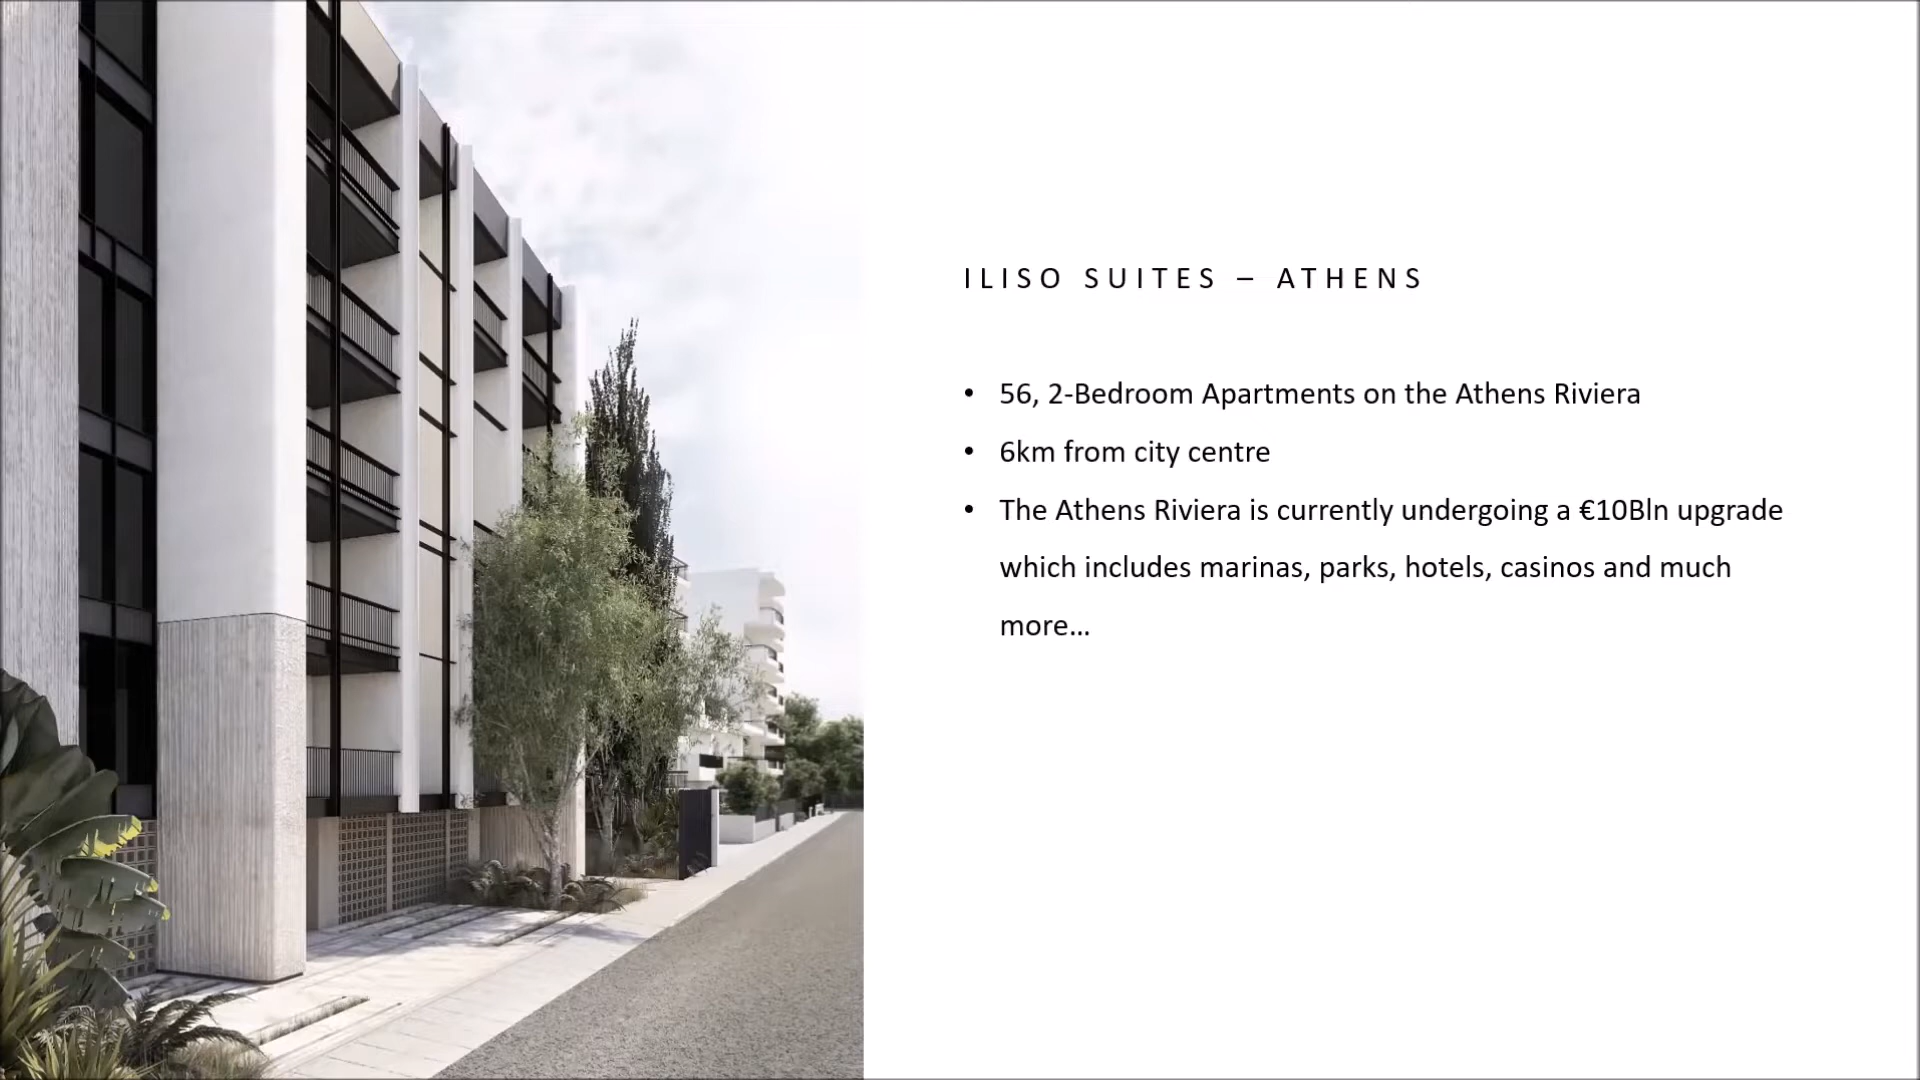 ILISO SUITES – ATHENS
• 56, 2-Bedroom Apartments on the Athens Riviera
• 6km from city centre
• The Athens Riviera is currently undergoing a €10Bln upgrade
which includes marinas, parks, hotels, casinos and much
more...